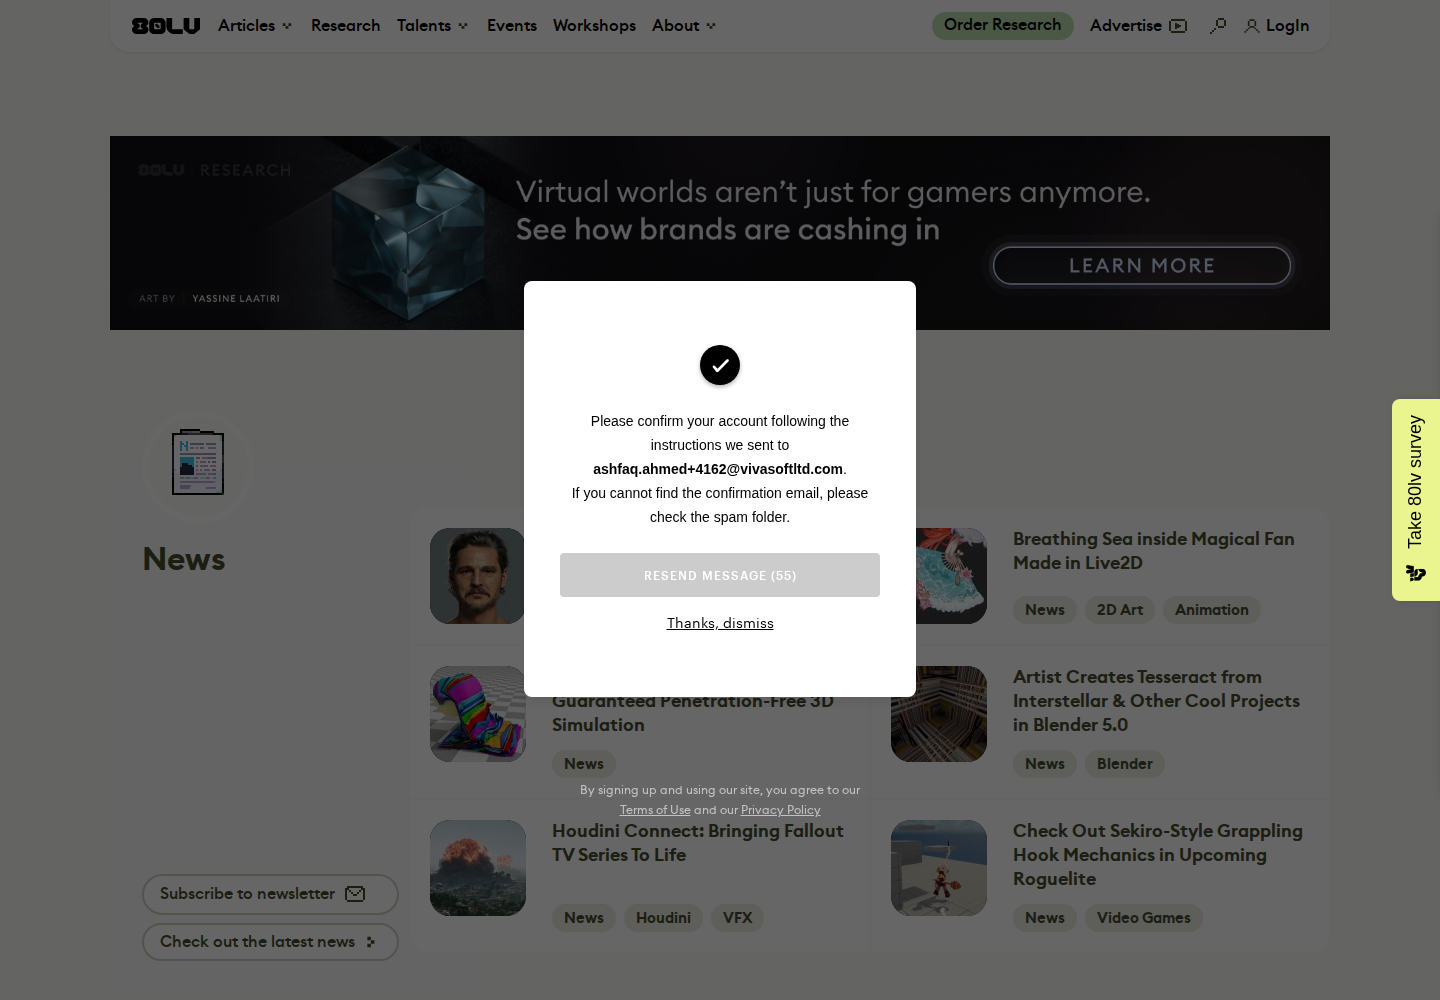 80LV
Articles
Research
Talents
Events
Workshops
About
Order Research
Advertise
LogIn
80LV
RESEARCH
Virtual worlds aren’t just for gamers anymore.
See how brands are cashing in
LEARN MORE
ART BY
YASSINE LAATIRI
Please confirm your account following the
instructions we sent to
ashfaq.ahmed+4162@vivasoftltd.com.
If you cannot find the confirmation email, please
check the spam folder.
RESEND MESSAGE (55)
Thanks, dismiss
By signing up and using our site, you agree to our
Terms of Use and our Privacy Policy
Take 80lv survey
News
Breathing Sea inside Magical Fan
Made in Live2D
News
2D Art
Animation
Guaranteed Penetration-Free 3D
Simulation
News
Artist Creates Tesseract from
Interstellar & Other Cool Projects
in Blender 5.0
News
Blender
Houdini Connect: Bringing Fallout
TV Series To Life
News
Houdini
VFX
Check Out Sekiro-Style Grappling
Hook Mechanics in Upcoming
Roguelite
News
Video Games
Subscribe to newsletter
Check out the latest news